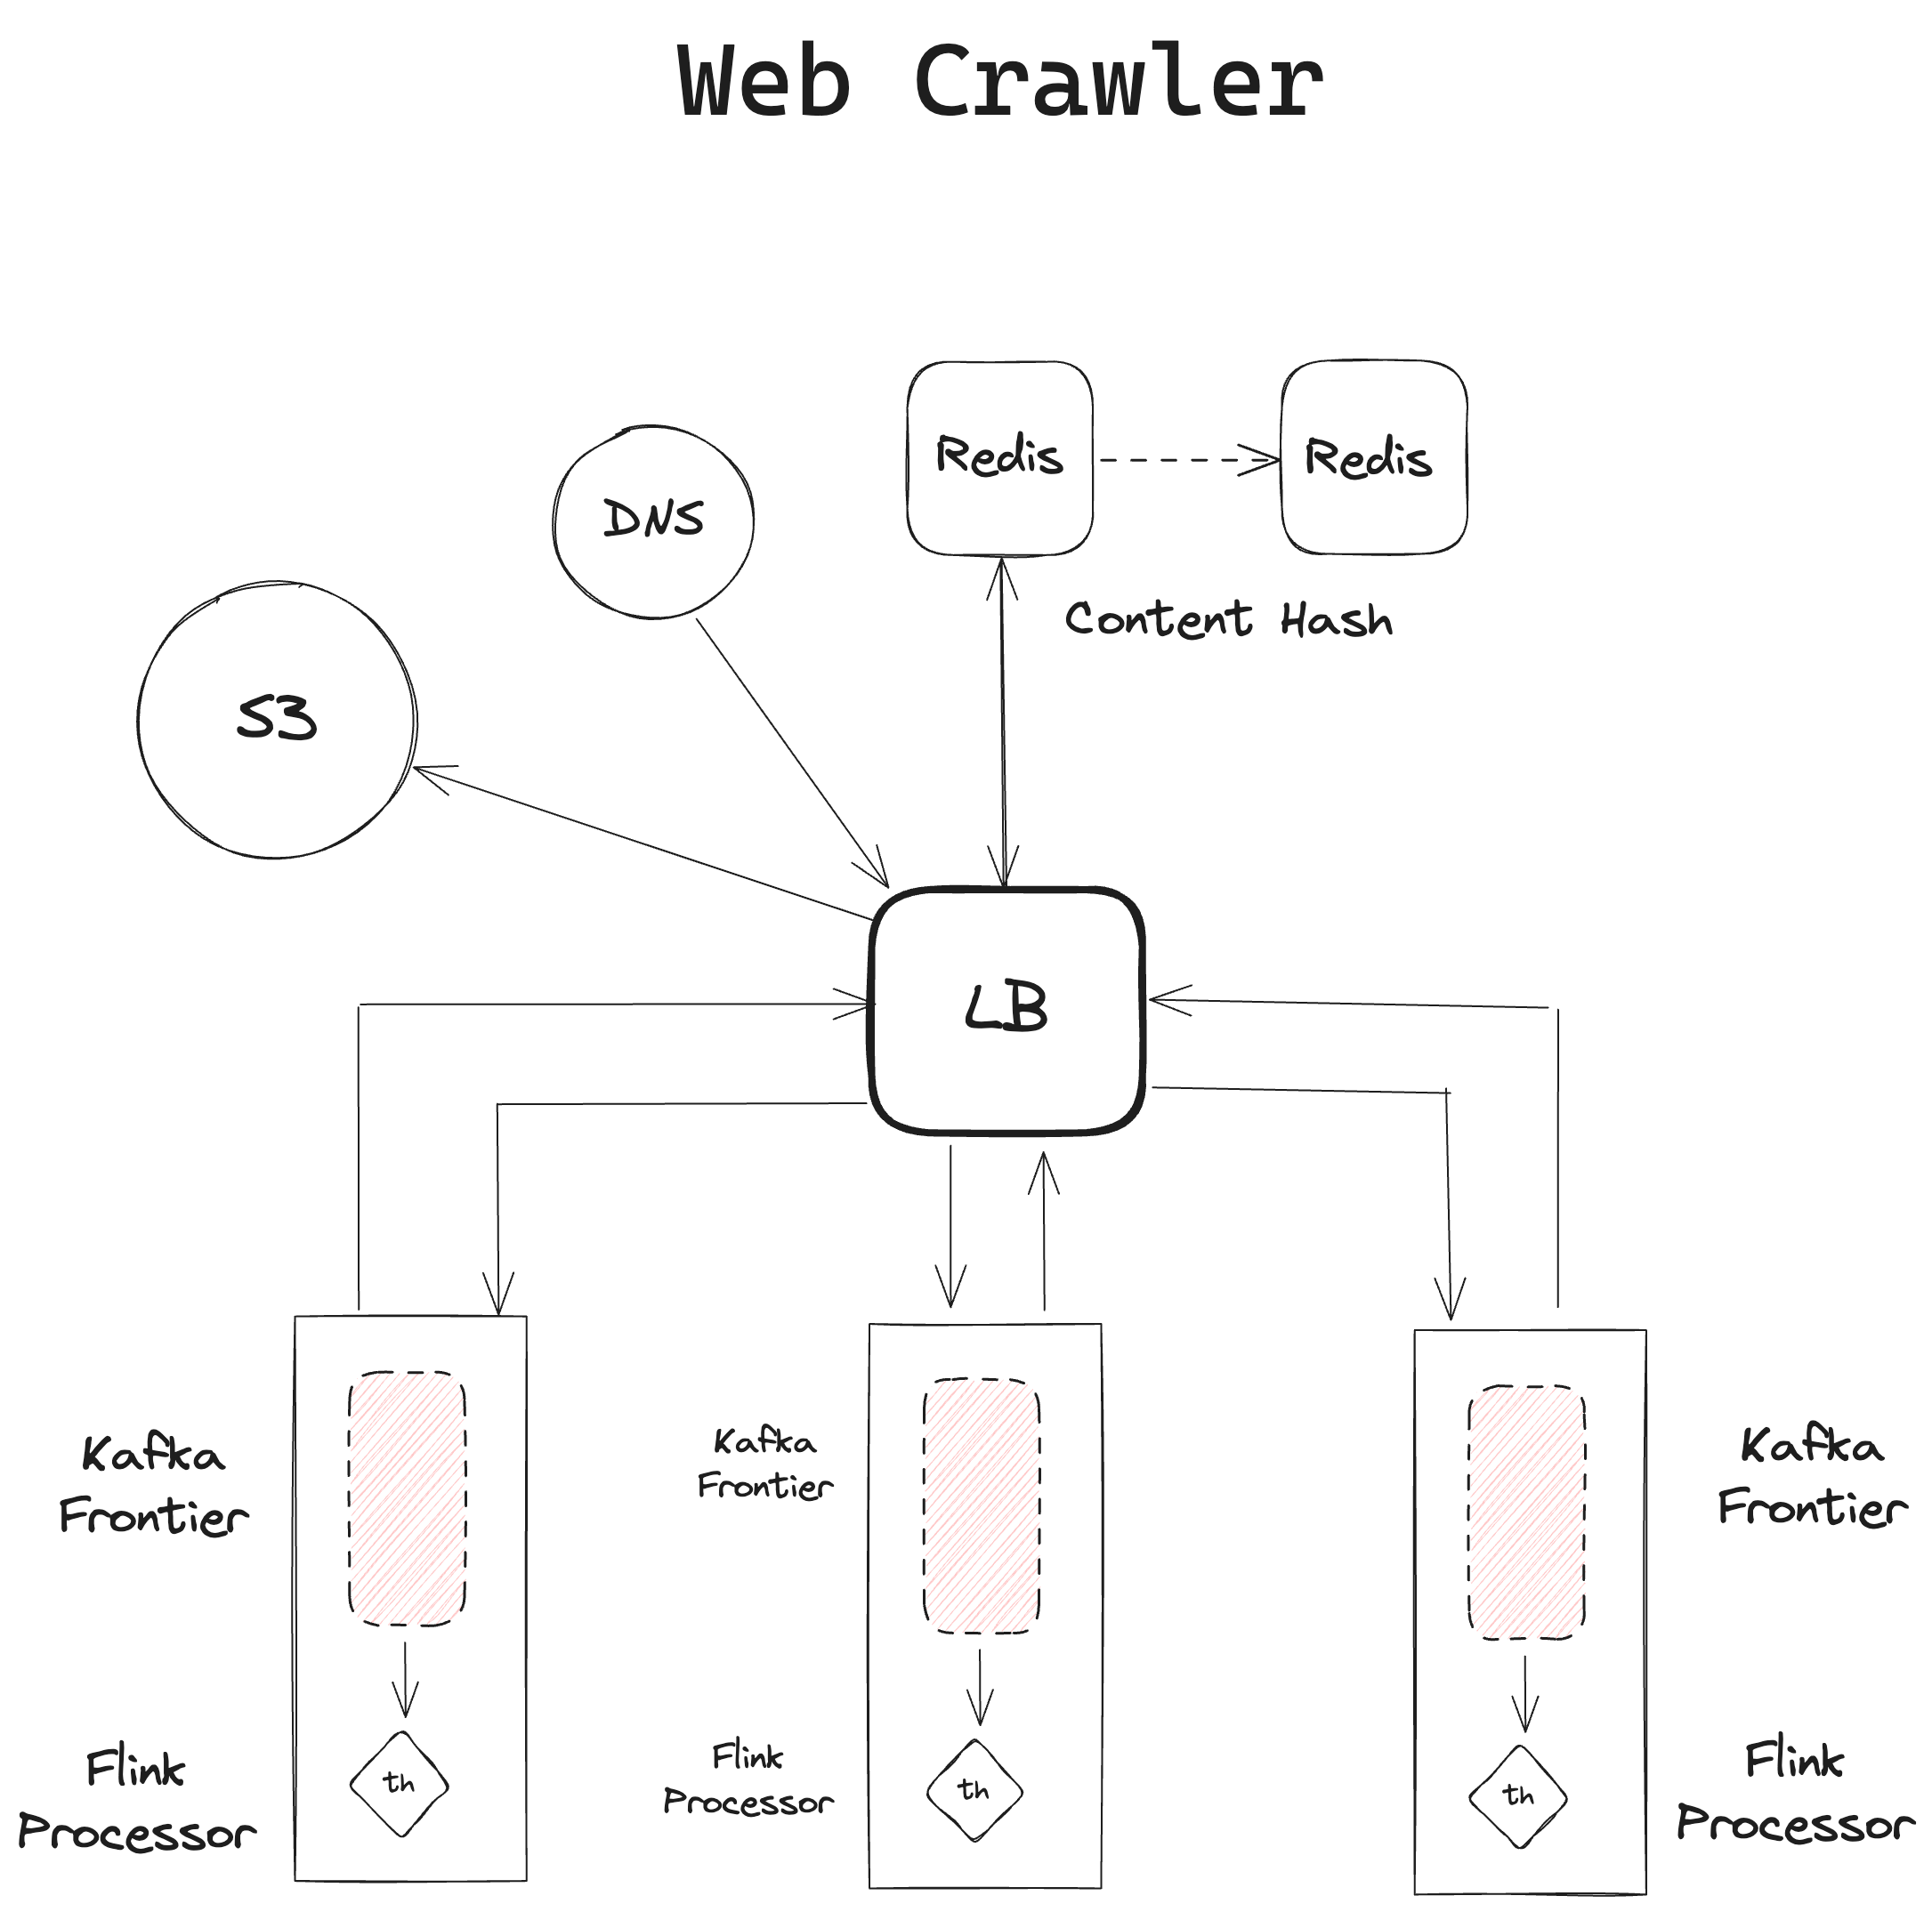 Web Crawler
Redis
Redis
DNS
Content Hash
S3
LB
Kafka
Frontier
Kafka
Frontier
Kafka
Frontier
Flink
Processor
th
Flink
Processor
th
th
Flink
Processor